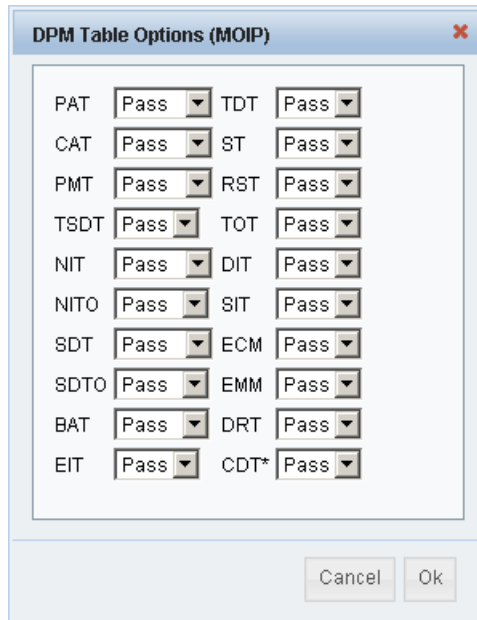 DPM Table Options (MOIP)
PAT Pass TDT Pass
CAT Pass ST Pass
PMT Pass RST Pass
TSDT Pass TOT Pass
NIT Pass DIT Pass
NITO Pass SIT Pass
SDT Pass ECM Pass
SDTO Pass EMM Pass
BAT Pass DRT Pass
EIT Pass CDT* Pass
Cancel Ok